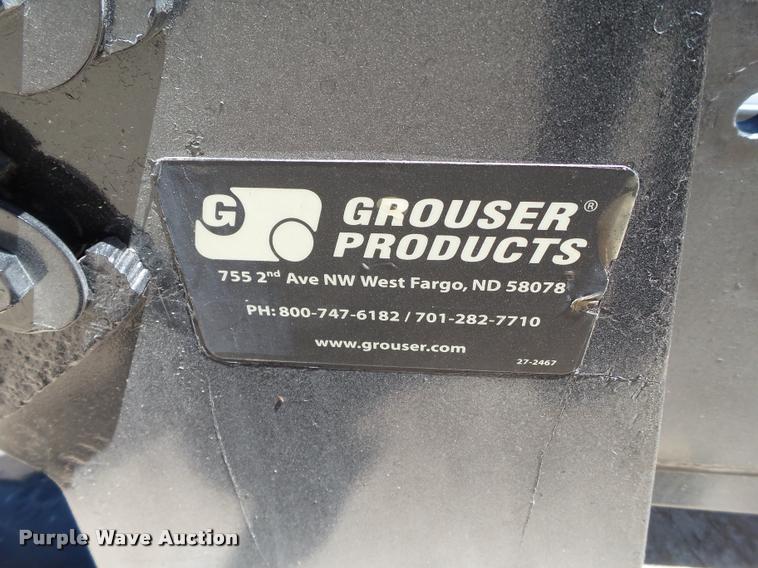 G
GROUSER®
PRODUCTS
755 2nd Ave NW West Fargo, ND 58078
PH: 800-747-6182 / 701-282-7710
www.grouser.com
27-2467
Purple Wave Auction